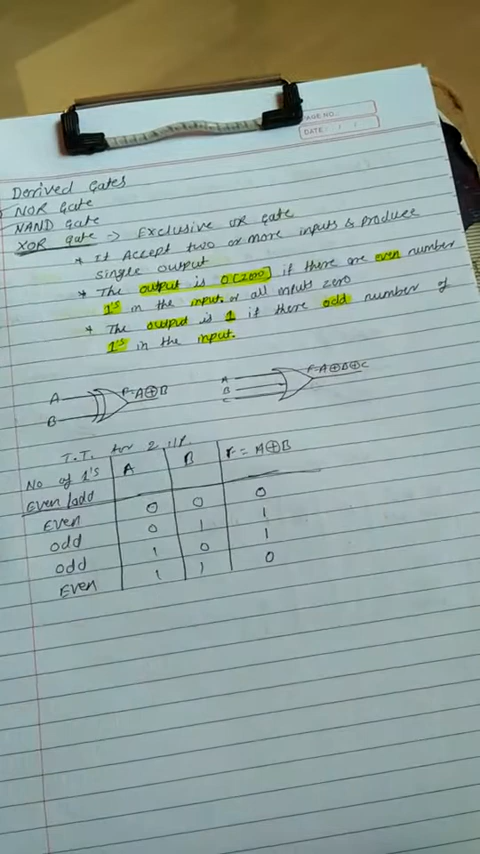 PAGE NO.
DATE: / /
Derived Gates
NOR Gate
NAND Gate
XOR gate -> Exclusive OR gate
* It Accept two or more inputs & produce
single output
* The output is 0(zero) if there are even number
1's in the input. or all inputs zero
* The output is 1 if there odd number of
1's in the input.
A
B
F=A⊕B
A
B
C
F=A⊕B⊕C
T.T. for 2 i/p
No of 1's A B F = A⊕B
Even/odd
Even 0 0 0
odd 0 1 1
odd 1 0 1
Even 1 1 0